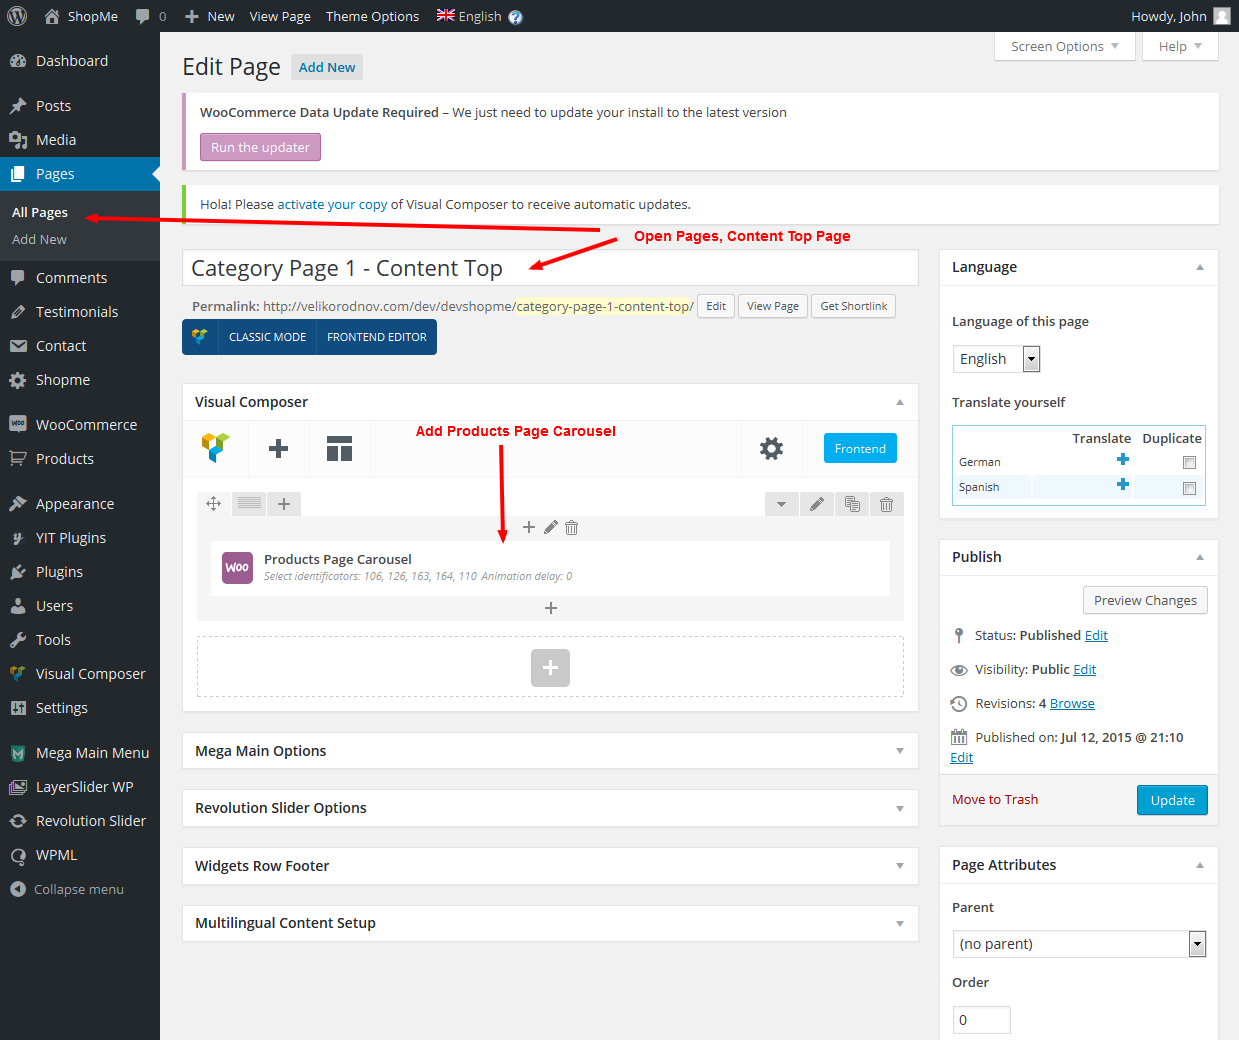 ShopMe
0
New
View Page
Theme Options
English
Howdy, John
Dashboard
Posts
Media
Pages
All Pages
Add New
Comments
Testimonials
Contact
Shopme
WooCommerce
Products
Appearance
YIT Plugins
Plugins
Users
Tools
Visual Composer
Settings
Mega Main Menu
LayerSlider WP
Revolution Slider
WPML
Collapse menu
Screen Options
Help
Edit Page
Add New
WooCommerce Data Update Required – We just need to update your install to the latest version
Run the updater
Hola! Please activate your copy of Visual Composer to receive automatic updates.
Open Pages, Content Top Page
Category Page 1 - Content Top
Permalink: http://velikorodnov.com/dev/devshopme/category-page-1-content-top/
Edit
View Page
Get Shortlink
CLASSIC MODE
FRONTEND EDITOR
Visual Composer
Add Products Page Carousel
Frontend
Woo
Products Page Carousel
Select identificators: 106, 126, 163, 164, 110 Animation delay: 0
Mega Main Options
Revolution Slider Options
Widgets Row Footer
Multilingual Content Setup
Language
Language of this page
English
Translate yourself
Translate Duplicate
German
Spanish
Publish
Preview Changes
Status: Published Edit
Visibility: Public Edit
Revisions: 4 Browse
Published on: Jul 12, 2015 @ 21:10
Edit
Move to Trash
Update
Page Attributes
Parent
(no parent)
Order
0